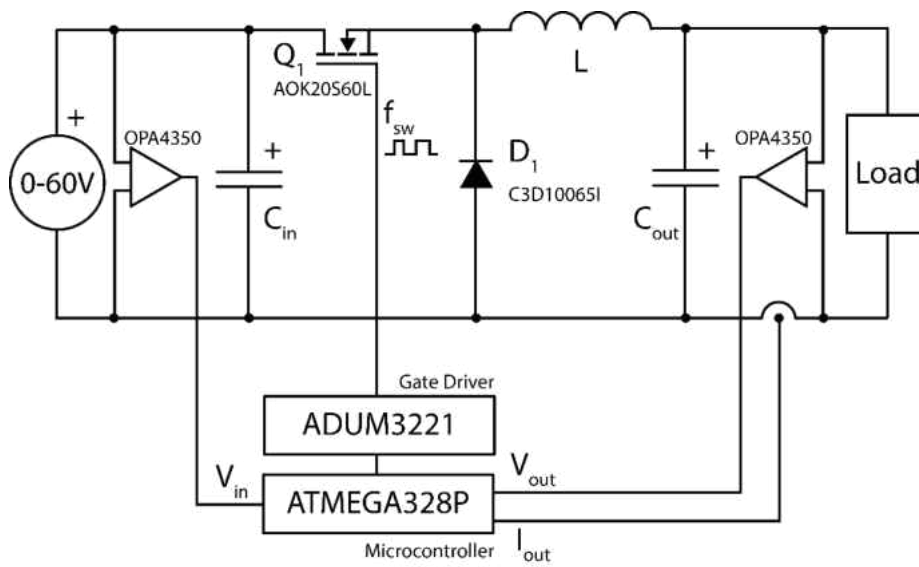 Q1
AOK20S60L
L
+
OPA4350
fsw
+
D1
+
OPA4350
0-60V
C3D10065I
Load
Cin
Cout
Gate Driver
ADUM3221
Vin
Vout
ATMEGA328P
Microcontroller
Iout